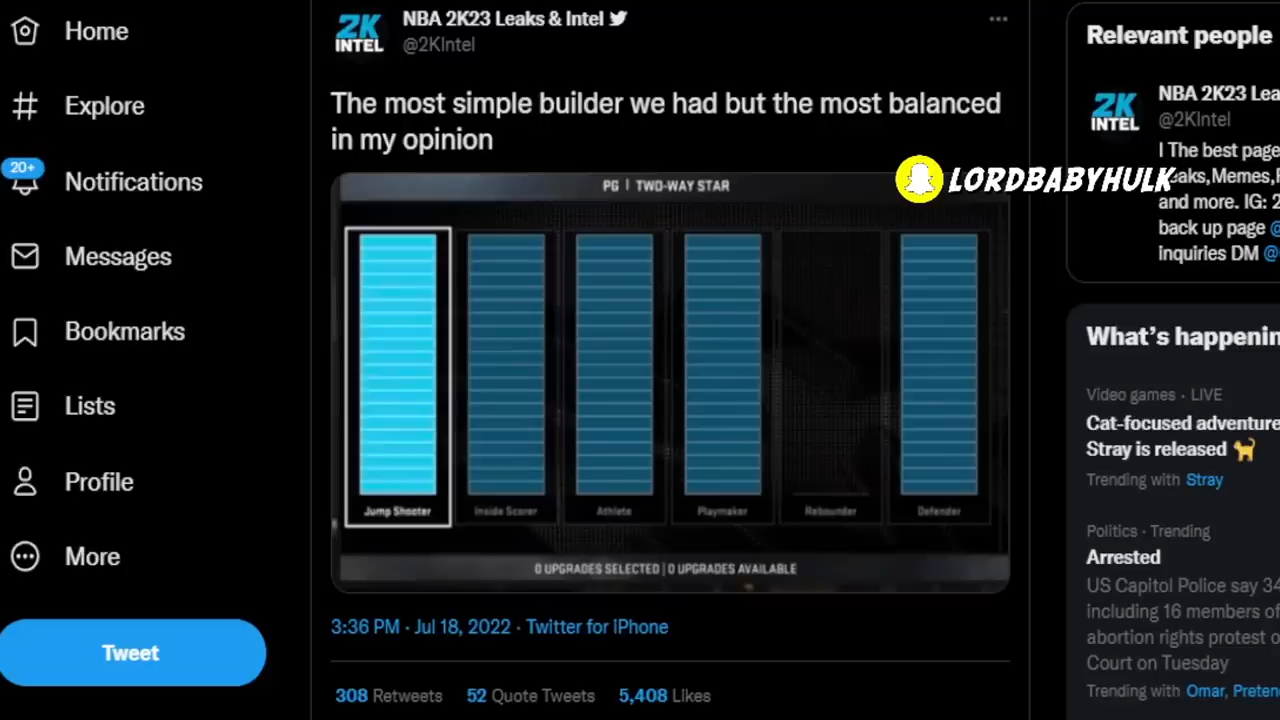 Home
Explore
20+
Notifications
Messages
Bookmarks
Lists
Profile
More
Tweet
2K
INTEL
NBA 2K23 Leaks & Intel
@2KIntel
The most simple builder we had but the most balanced
in my opinion
PG | TWO-WAY STAR
LORDBABYHULK
Jump Shooter
Inside Scorer
Athlete
Playmaker
Rebounder
Defender
0 UPGRADES SELECTED | 0 UPGRADES AVAILABLE
3:36 PM · Jul 18, 2022 · Twitter for iPhone
308 Retweets 52 Quote Tweets 5,408 Likes
Relevant people
2K
INTEL
NBA 2K23 Lea
@2KIntel
The best page
eaks,Memes,
and more. IG: 2
back up page @
inquiries DM @
What's happenin
Video games · LIVE
Cat-focused adventure
Stray is released
Trending with Stray
Politics · Trending
Arrested
US Capitol Police say 34
including 16 members of
abortion rights protest o
Court on Tuesday
Trending with Omar, Preten